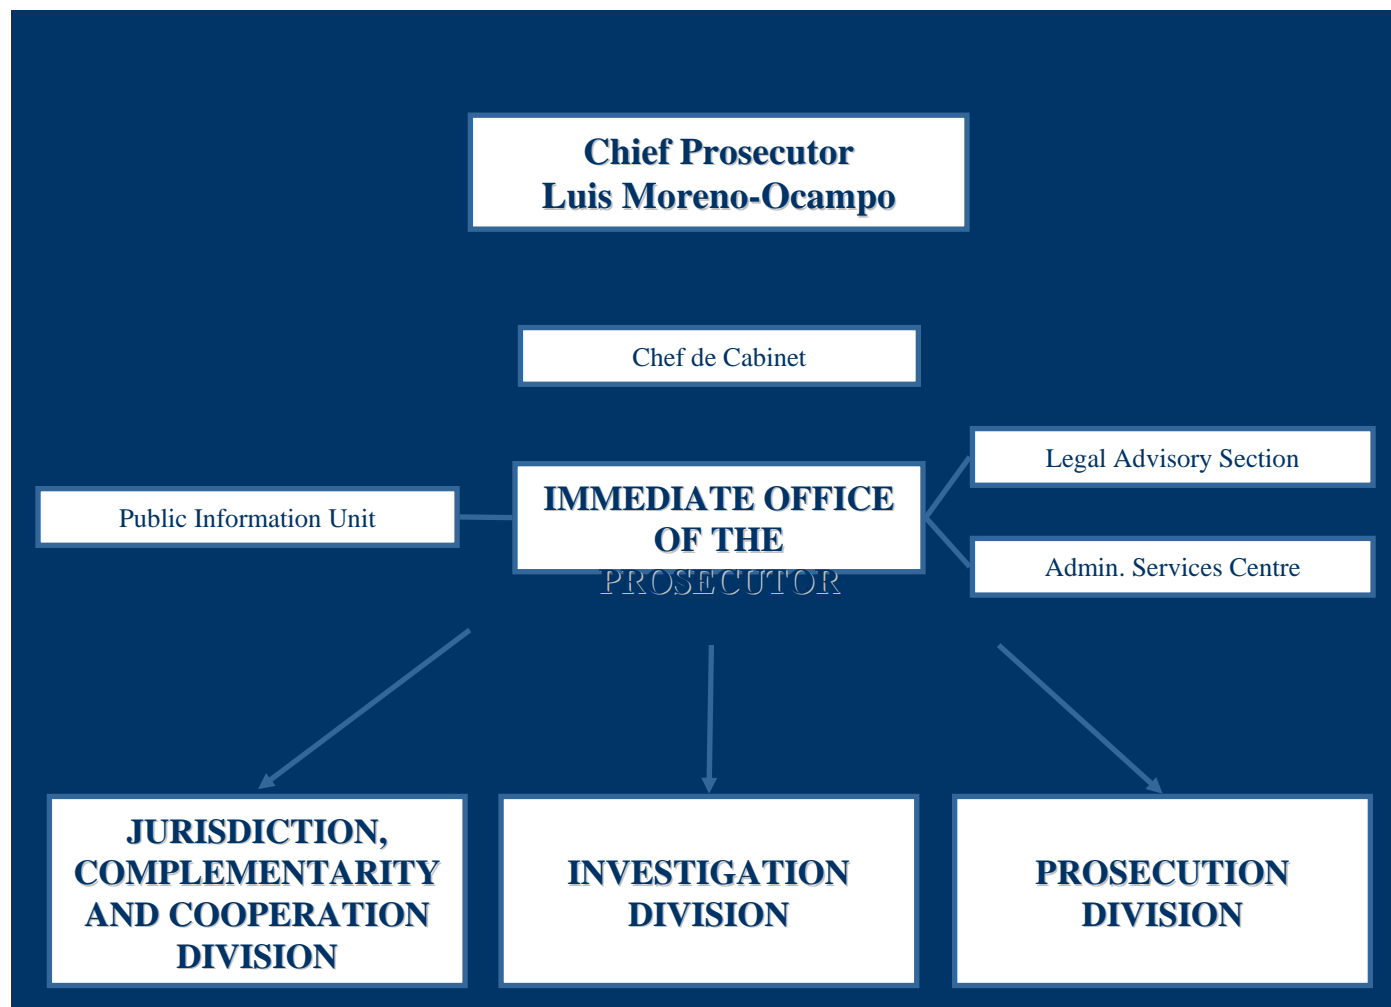 Chief Prosecutor
Luis Moreno-Ocampo
Chef de Cabinet
Legal Advisory Section
Public Information Unit
IMMEDIATE OFFICE
OF THE
PROSECUTOR
Admin. Services Centre
JURISDICTION,
COMPLEMENTARITY
AND COOPERATION
DIVISION
INVESTIGATION
DIVISION
PROSECUTION
DIVISION